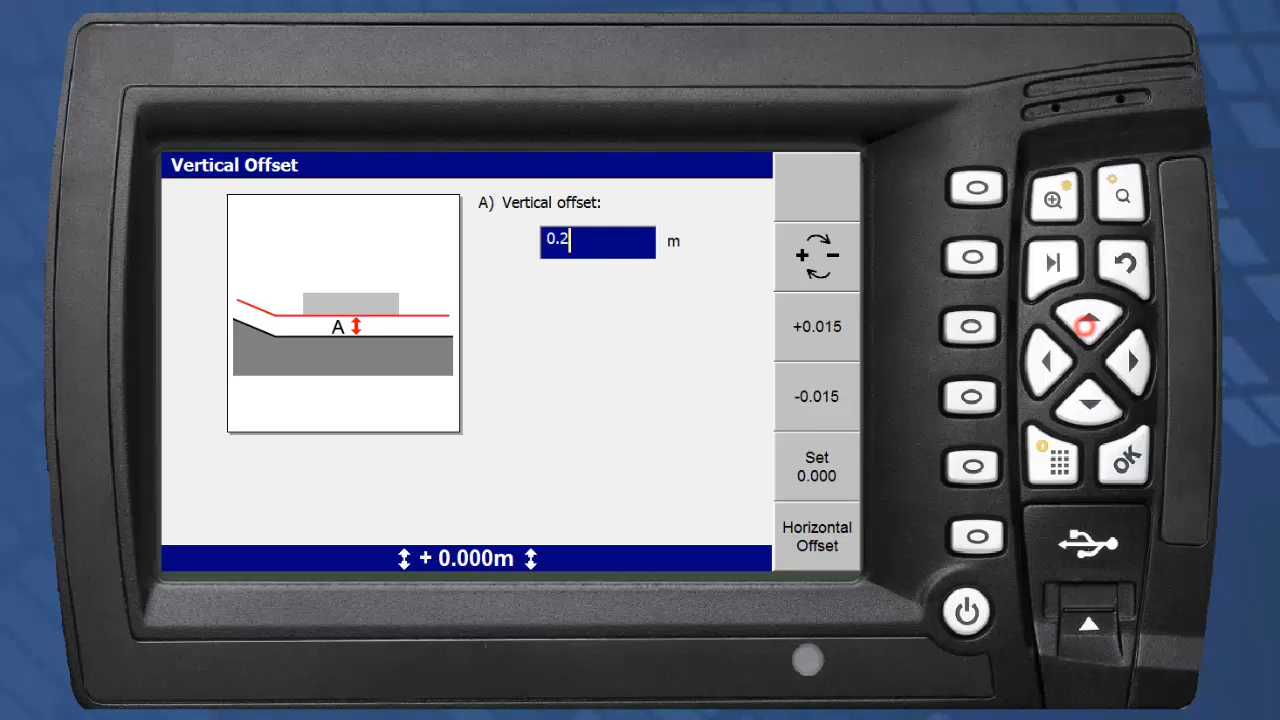 Vertical Offset
A) Vertical offset:
0.2 m
A
+ -
+0.015
-0.015
Set
0.000
Horizontal
Offset
+ 0.000m
OK